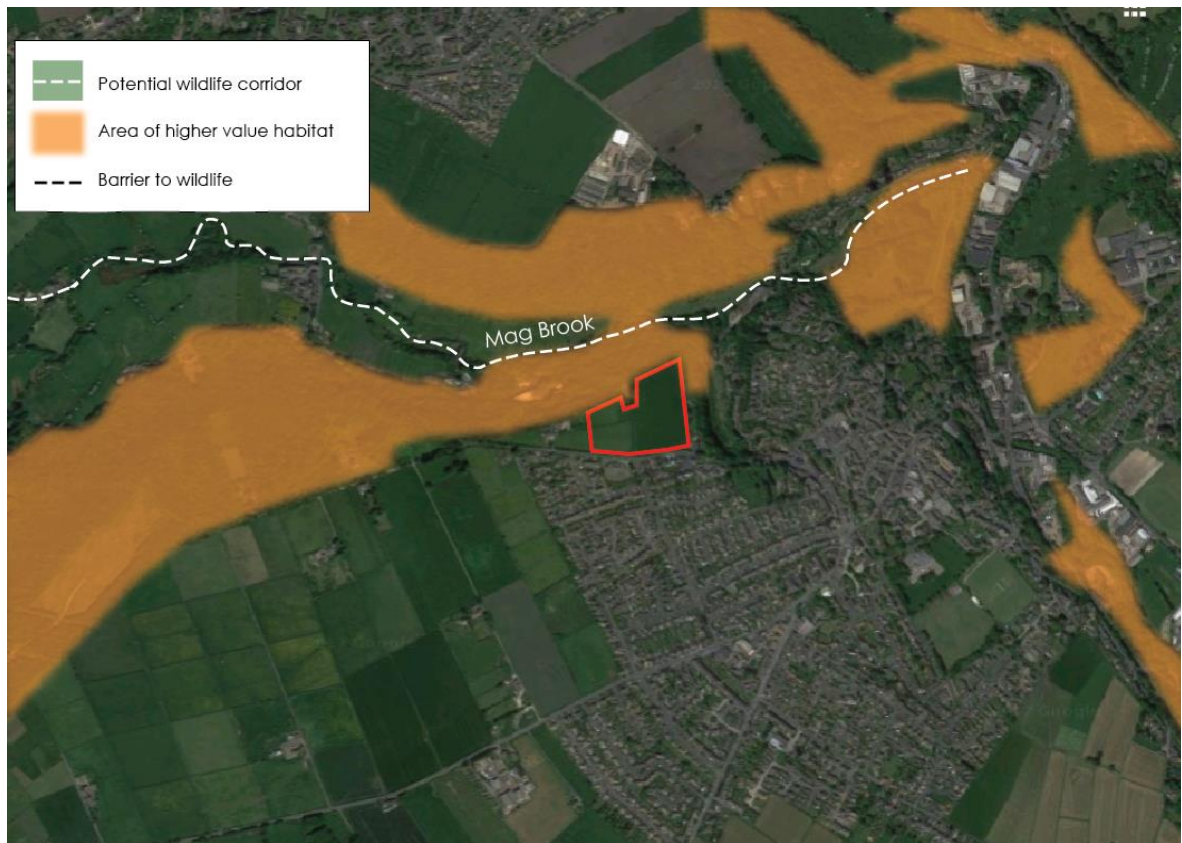 Potential wildlife corridor
Area of higher value habitat
Barrier to wildlife
Mag Brook